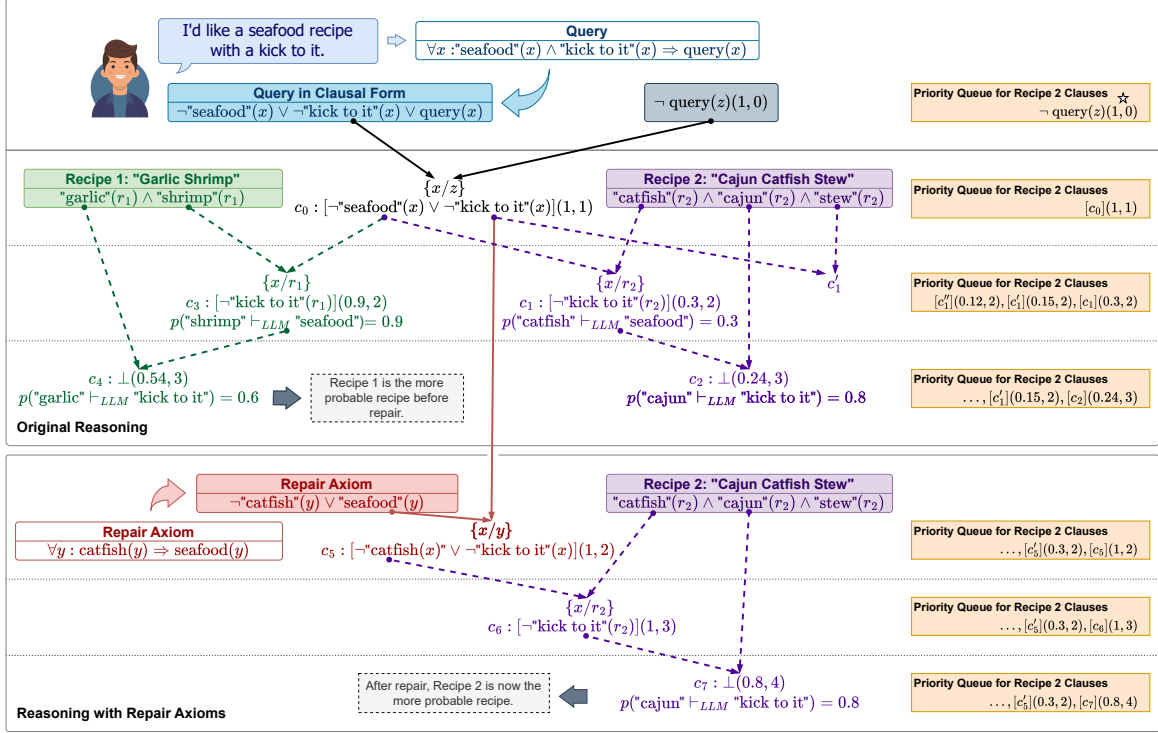 I'd like a seafood recipe
with a kick to it.
Query
∀x :"seafood"(x) ∧ "kick to it"(x) ⇒ query(x)
Query in Clausal Form
¬"seafood"(x) ∨ ¬"kick to it"(x) ∨ query(x)
¬ query(z)(1, 0)
Priority Queue for Recipe 2 Clauses ☆
¬ query(z)(1, 0)
Recipe 1: "Garlic Shrimp"
"garlic"(r₁) ∧ "shrimp"(r₁)
{x/z}
c₀ : [¬"seafood"(x) ∨ ¬"kick to it"(x)](1, 1)
Recipe 2: "Cajun Catfish Stew"
"catfish"(r₂) ∧ "cajun"(r₂) ∧ "stew"(r₂)
Priority Queue for Recipe 2 Clauses
[c₀](1, 1)
{x/r₁}
c₃ : [¬"kick to it"(r₁)](0.9, 2)
p("shrimp" ⊢LLM "seafood")= 0.9
{x/r₂}
c₁ : [¬"kick to it"(r₂)](0.3, 2)
p("catfish" ⊢LLM "seafood") = 0.3
c₁′
Priority Queue for Recipe 2 Clauses
[c₁″](0.12, 2), [c₁′](0.15, 2), [c₁](0.3, 2)
c₄ : ⊥(0.54, 3)
p("garlic" ⊢LLM "kick to it") = 0.6
Recipe 1 is the more
probable recipe before
repair.
c₂ : ⊥(0.24, 3)
p("cajun" ⊢LLM "kick to it") = 0.8
Priority Queue for Recipe 2 Clauses
. . . , [c₁′](0.15, 2), [c₂](0.24, 3)
Original Reasoning
Repair Axiom
¬"catfish"(y) ∨ "seafood"(y)
Repair Axiom
∀y : catfish(y) ⇒ seafood(y)
{x/y}
c₅ : [¬"catfish(x)" ∨ ¬"kick to it"(x)](1, 2)
Recipe 2: "Cajun Catfish Stew"
"catfish"(r₂) ∧ "cajun"(r₂) ∧ "stew"(r₂)
Priority Queue for Recipe 2 Clauses
. . . , [c₅′](0.3, 2), [c₅](1, 2)
{x/r₂}
c₆ : [¬"kick to it"(r₂)](1, 3)
Priority Queue for Recipe 2 Clauses
. . . , [c₅′](0.3, 2), [c₆](1, 3)
After repair, Recipe 2 is now the
more probable recipe.
c₇ : ⊥(0.8, 4)
p("cajun" ⊢LLM "kick to it") = 0.8
Priority Queue for Recipe 2 Clauses
. . . , [c₅′](0.3, 2), [c₇](0.8, 4)
Reasoning with Repair Axioms